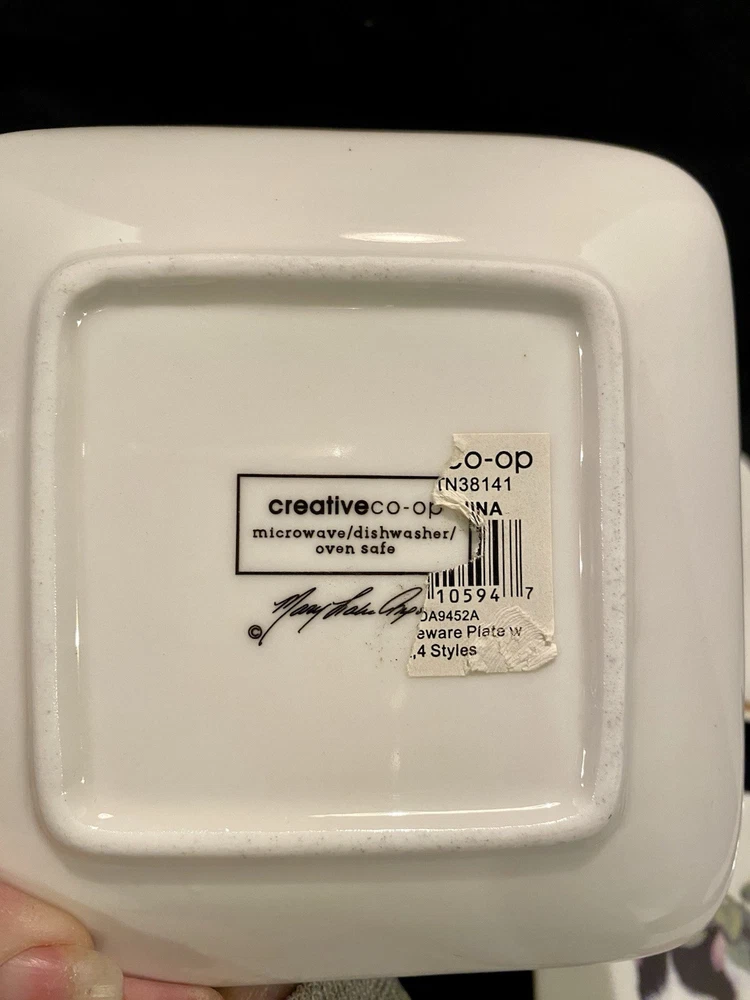 creativeco-op
microwave/dishwasher/
oven safe
©
co-op
TN38141
INA
10594 7
DA9452A
eware Plate w
,4 Styles